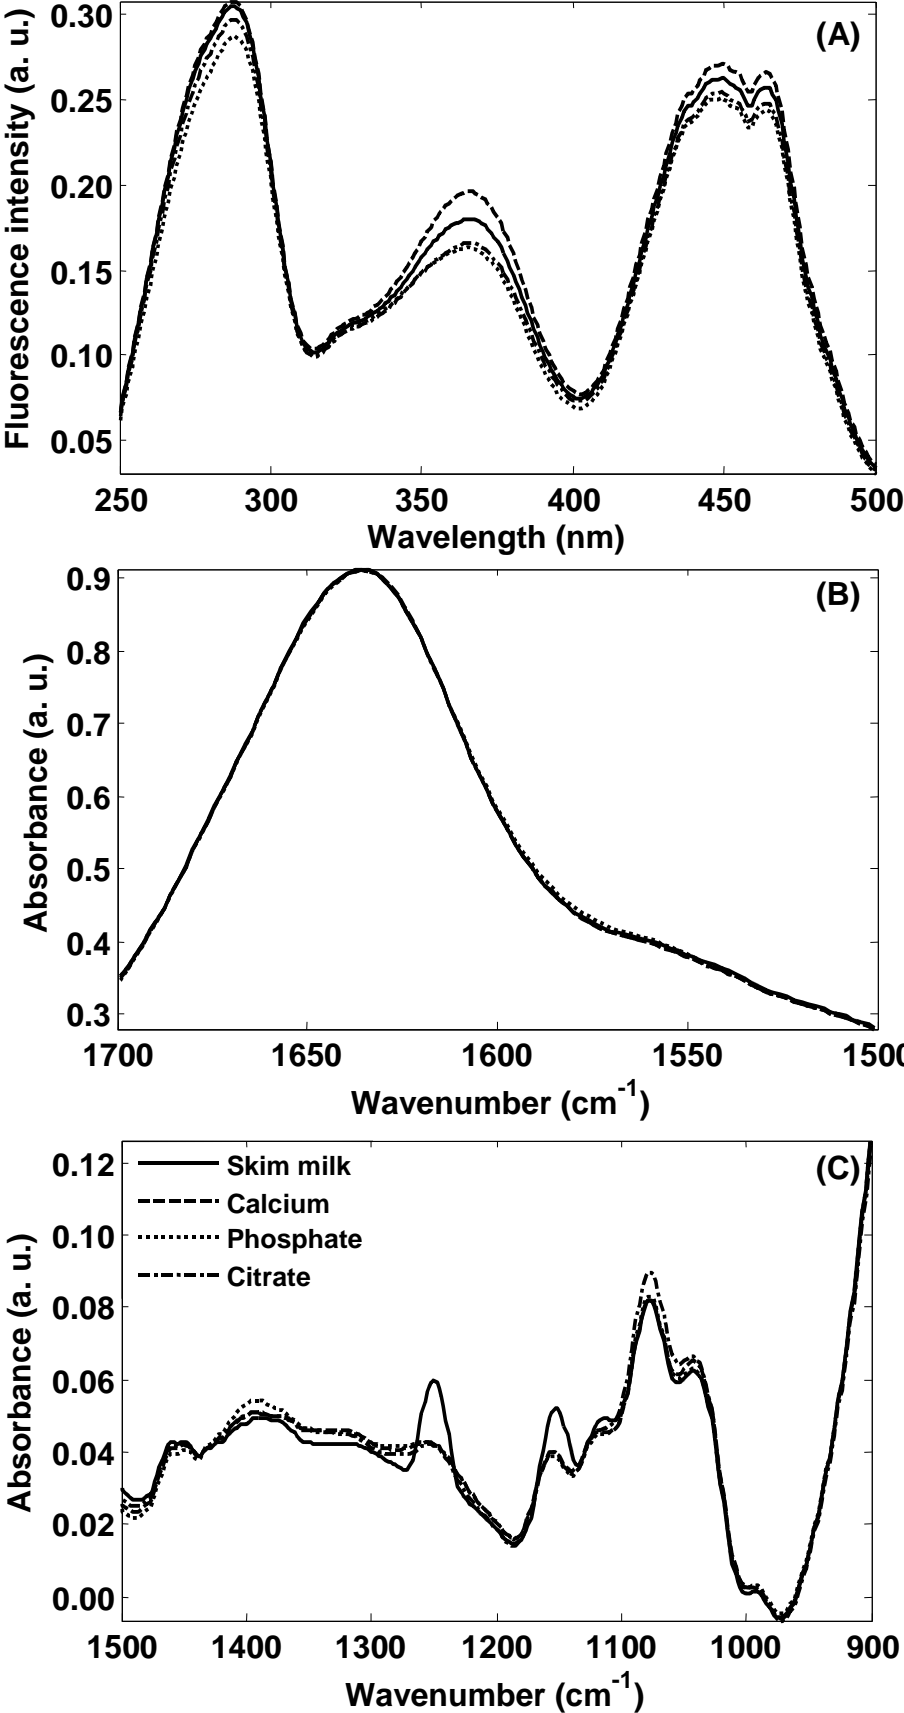 (A)
Fluorescence intensity (a. u.)
0.30
0.25
0.20
0.15
0.10
0.05
250 300 350 400 450 500
Wavelength (nm)
(B)
Absorbance (a. u.)
0.9
0.8
0.7
0.6
0.5
0.4
0.3
1700 1650 1600 1550 1500
Wavenumber (cm-1)
(C)
Absorbance (a. u.)
0.12
0.10
0.08
0.06
0.04
0.02
0.00
Skim milk
Calcium
Phosphate
Citrate
1500 1400 1300 1200 1100 1000 900
Wavenumber (cm-1)